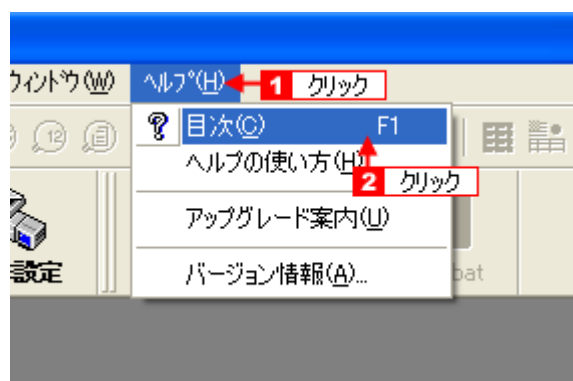 ウィンドウ(W) ヘルプ(H) 1 クリック
12
目次(C) F1
ヘルプの使い方(H)
2 クリック
アップグレード案内(U)
設定 バージョン情報(A)... bat